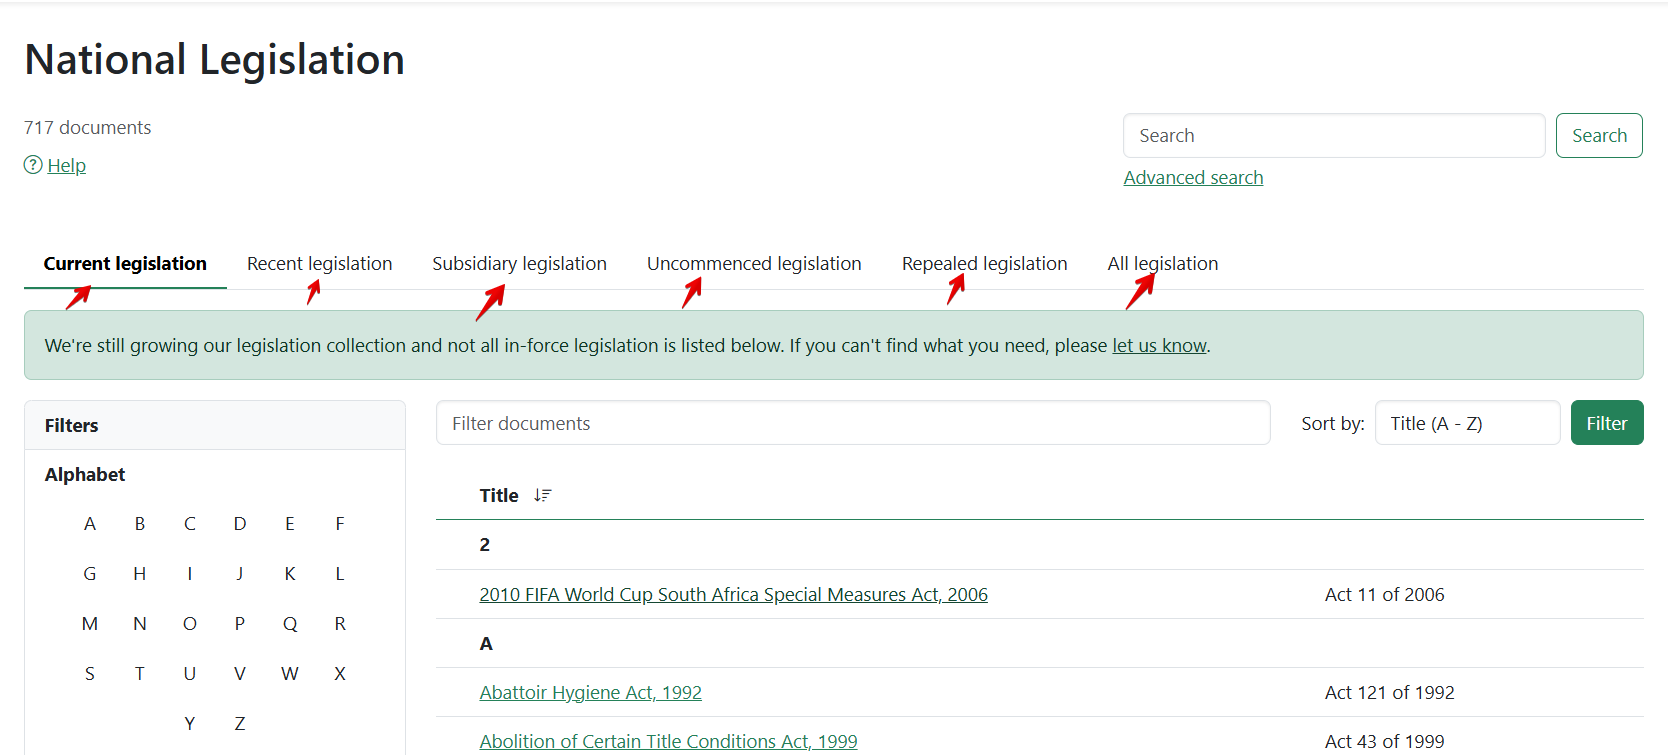 National Legislation
717 documents
Help
Search
Search
Advanced search
Current legislation
Recent legislation
Subsidiary legislation
Uncommenced legislation
Repealed legislation
All legislation
We're still growing our legislation collection and not all in-force legislation is listed below. If you can't find what you need, please let us know.
Filters
Alphabet
A B C D E F
G H I J K L
M N O P Q R
S T U V W X
Y Z
Filter documents
Sort by: Title (A - Z) Filter
Title
2
2010 FIFA World Cup South Africa Special Measures Act, 2006 Act 11 of 2006
A
Abattoir Hygiene Act, 1992 Act 121 of 1992
Abolition of Certain Title Conditions Act, 1999 Act 43 of 1999